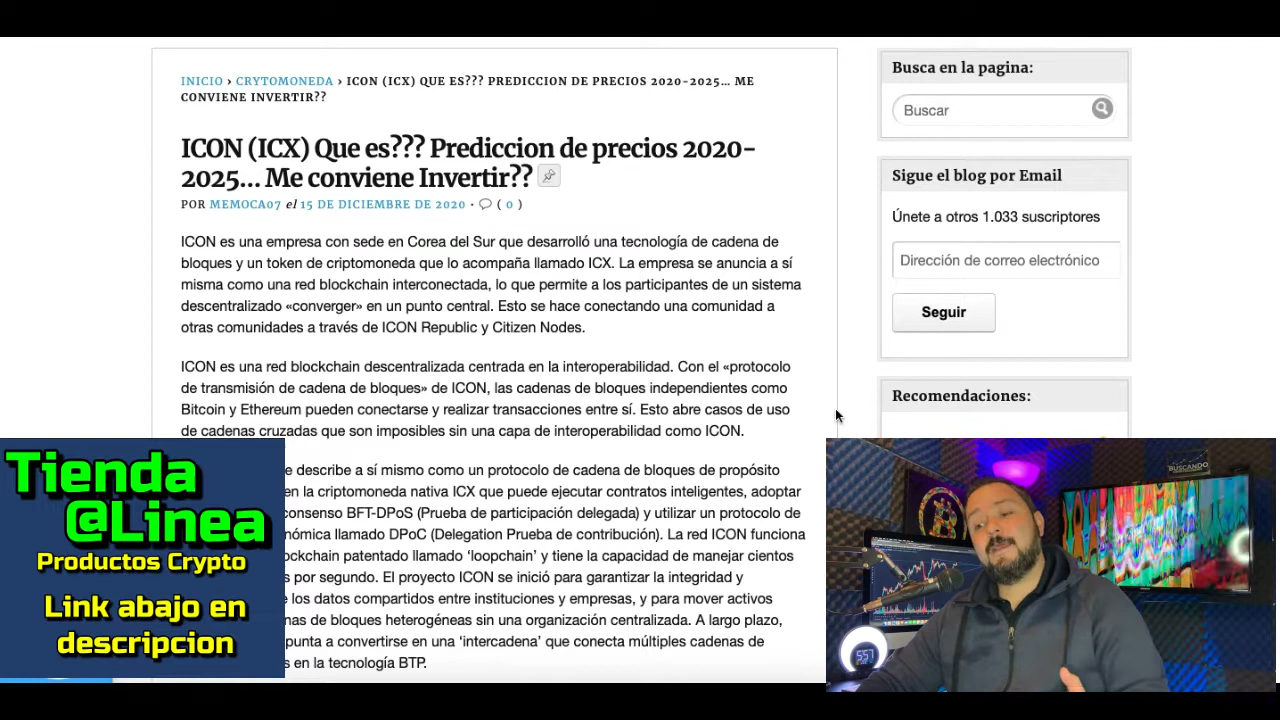 INICIO › CRYTOMONEDA › ICON (ICX) QUE ES??? PREDICCION DE PRECIOS 2020-2025… ME
CONVIENE INVERTIR??
ICON (ICX) Que es??? Prediccion de precios 2020-
2025… Me conviene Invertir??
POR MEMOCA07 el 15 DE DICIEMBRE DE 2020 · ( 0 )
ICON es una empresa con sede en Corea del Sur que desarrolló una tecnología de cadena de
bloques y un token de criptomoneda que lo acompaña llamado ICX. La empresa se anuncia a sí
misma como una red blockchain interconectada, lo que permite a los participantes de un sistema
descentralizado «converger» en un punto central. Esto se hace conectando una comunidad a
otras comunidades a través de ICON Republic y Citizen Nodes.
ICON es una red blockchain descentralizada centrada en la interoperabilidad. Con el «protocolo
de transmisión de cadena de bloques» de ICON, las cadenas de bloques independientes como
Bitcoin y Ethereum pueden conectarse y realizar transacciones entre sí. Esto abre casos de uso
de cadenas cruzadas que son imposibles sin una capa de interoperabilidad como ICON.
e describe a sí mismo como un protocolo de cadena de bloques de propósito
en la criptomoneda nativa ICX que puede ejecutar contratos inteligentes, adoptar
consenso BFT-DPoS (Prueba de participación delegada) y utilizar un protocolo de
nómica llamado DPoC (Delegation Prueba de contribución). La red ICON funciona
ockchain patentado llamado ‘loopchain’ y tiene la capacidad de manejar cientos
s por segundo. El proyecto ICON se inició para garantizar la integridad y
e los datos compartidos entre instituciones y empresas, y para mover activos
nas de bloques heterogéneas sin una organización centralizada. A largo plazo,
punta a convertirse en una ‘intercadena’ que conecta múltiples cadenas de
s en la tecnología BTP.
Busca en la pagina:
Buscar
Sigue el blog por Email
Únete a otros 1.033 suscriptores
Dirección de correo electrónico
Seguir
Recomendaciones:
Tienda
@Linea
Productos Crypto
Link abajo en
descripcion
BUSCANDO
5:57